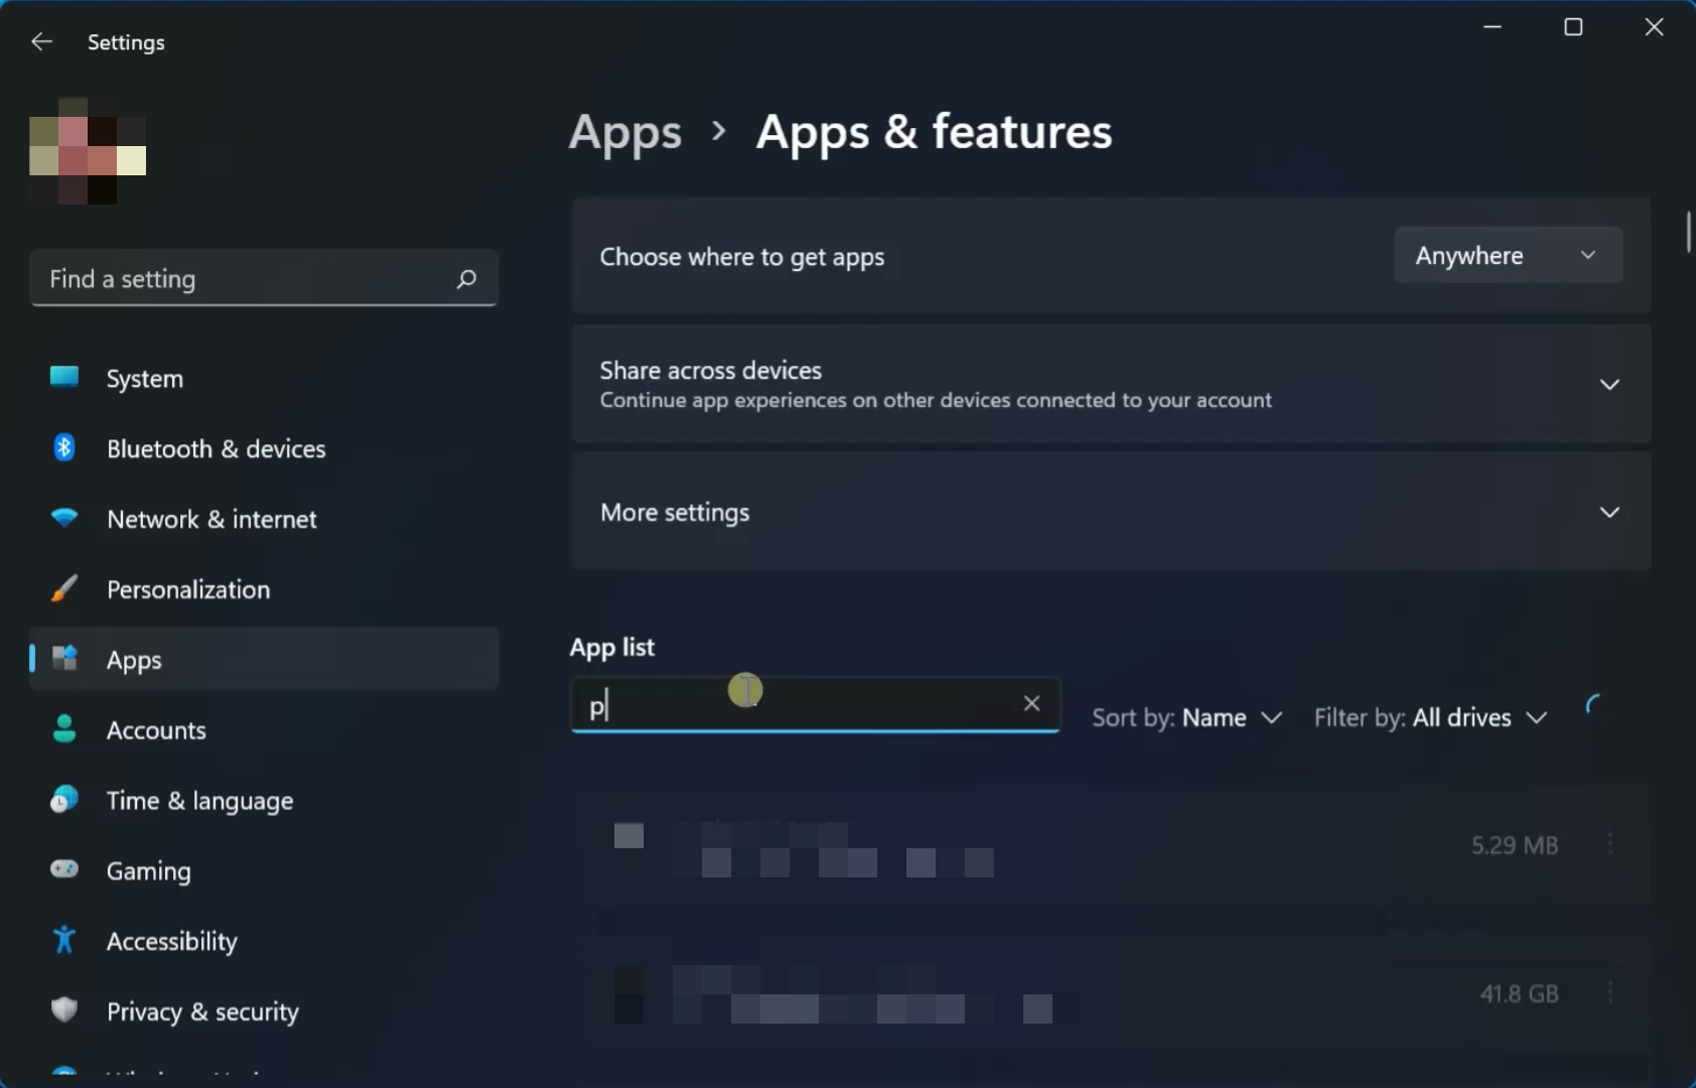 Settings
Find a setting
System
Bluetooth & devices
Network & internet
Personalization
Apps
Accounts
Time & language
Gaming
Accessibility
Privacy & security
Apps > Apps & features
Choose where to get apps
Anywhere
Share across devices
Continue app experiences on other devices connected to your account
More settings
App list
p
Sort by: Name
Filter by: All drives
5.29 MB
41.8 GB